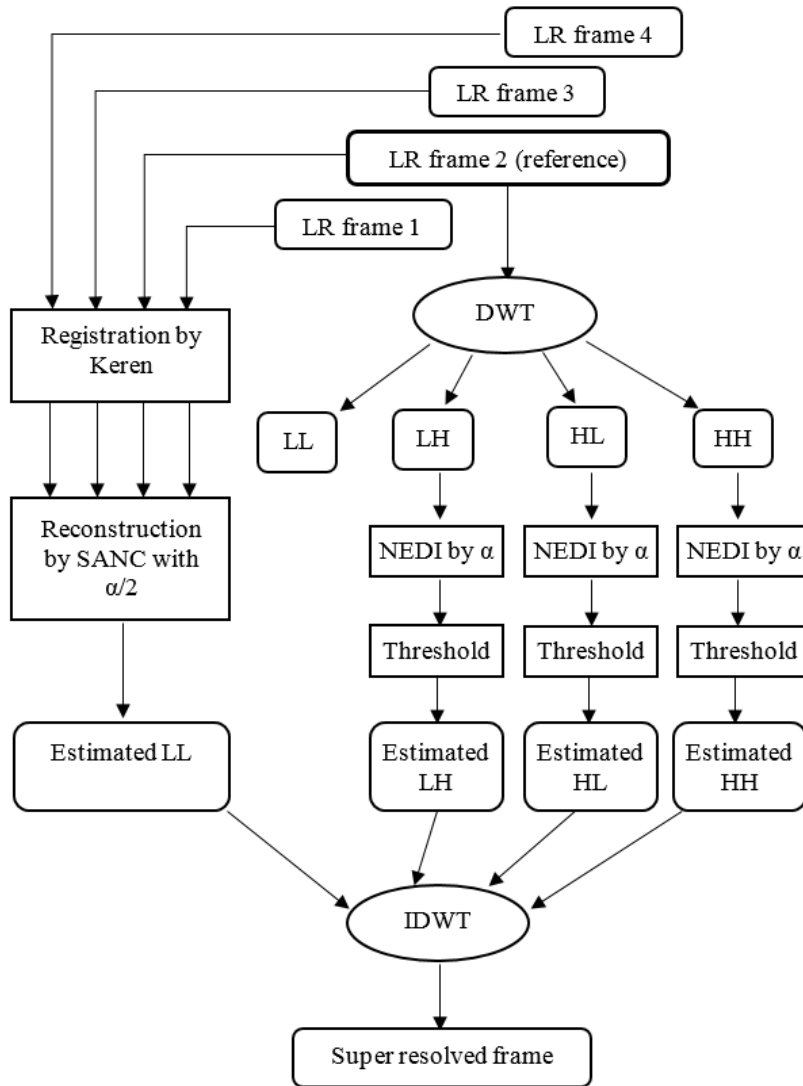 LR frame 4
LR frame 3
LR frame 2 (reference)
LR frame 1
DWT
Registration by
Keren
LL
LH
HL
HH
Reconstruction
by SANC with
α/2
NEDI by α
NEDI by α
NEDI by α
Threshold
Threshold
Threshold
Estimated LL
Estimated
LH
Estimated
HL
Estimated
HH
IDWT
Super resolved frame